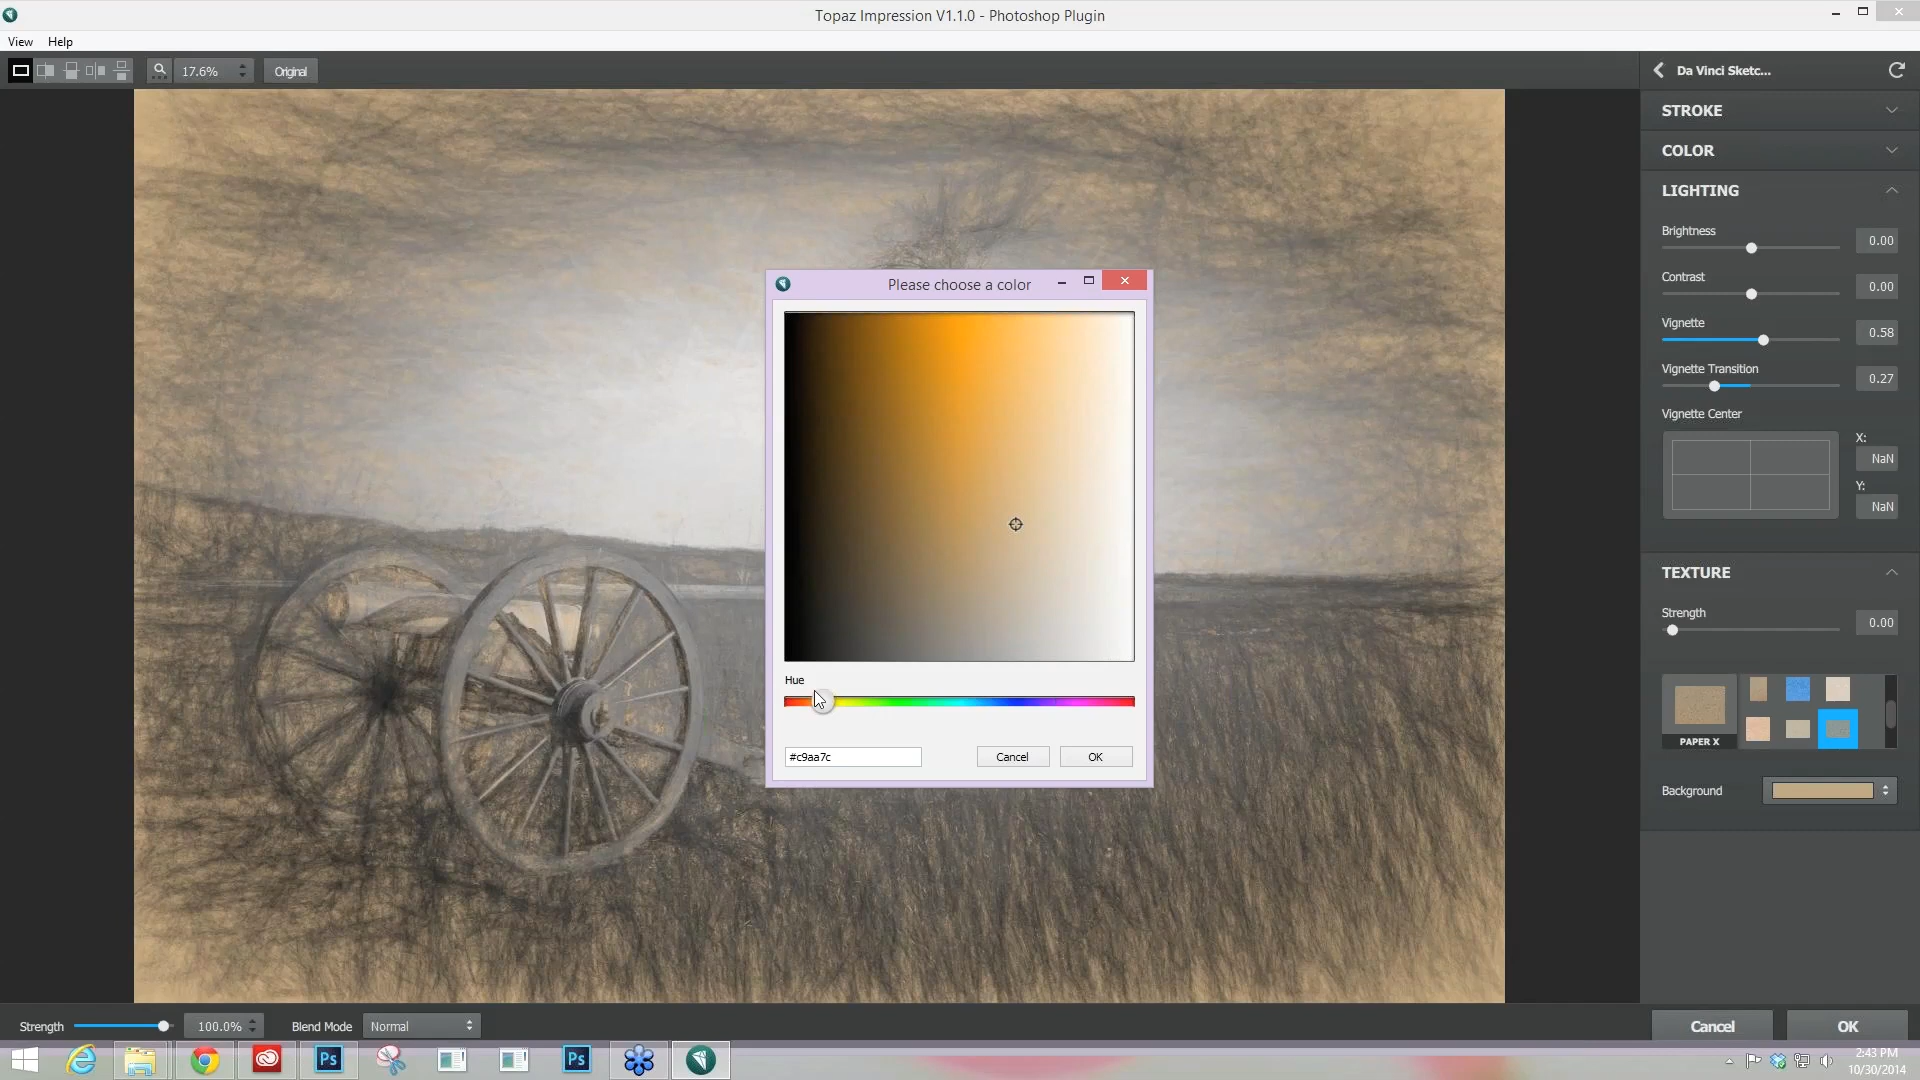 Topaz Impression V1.1.0 - Photoshop Plugin
View Help
17.6% Original
Da Vinci Sketc...
STROKE
COLOR
LIGHTING
Brightness
0.00
Contrast
0.00
Vignette
0.58
Vignette Transition
0.27
Vignette Center
X:
NaN
Y:
NaN
TEXTURE
Strength
0.00
PAPER X
Background
Please choose a color
Hue
#c9aa7c
Cancel OK
Strength 100.0% Blend Mode Normal
Cancel OK
Ps
Ps
2:43 PM
10/30/2014